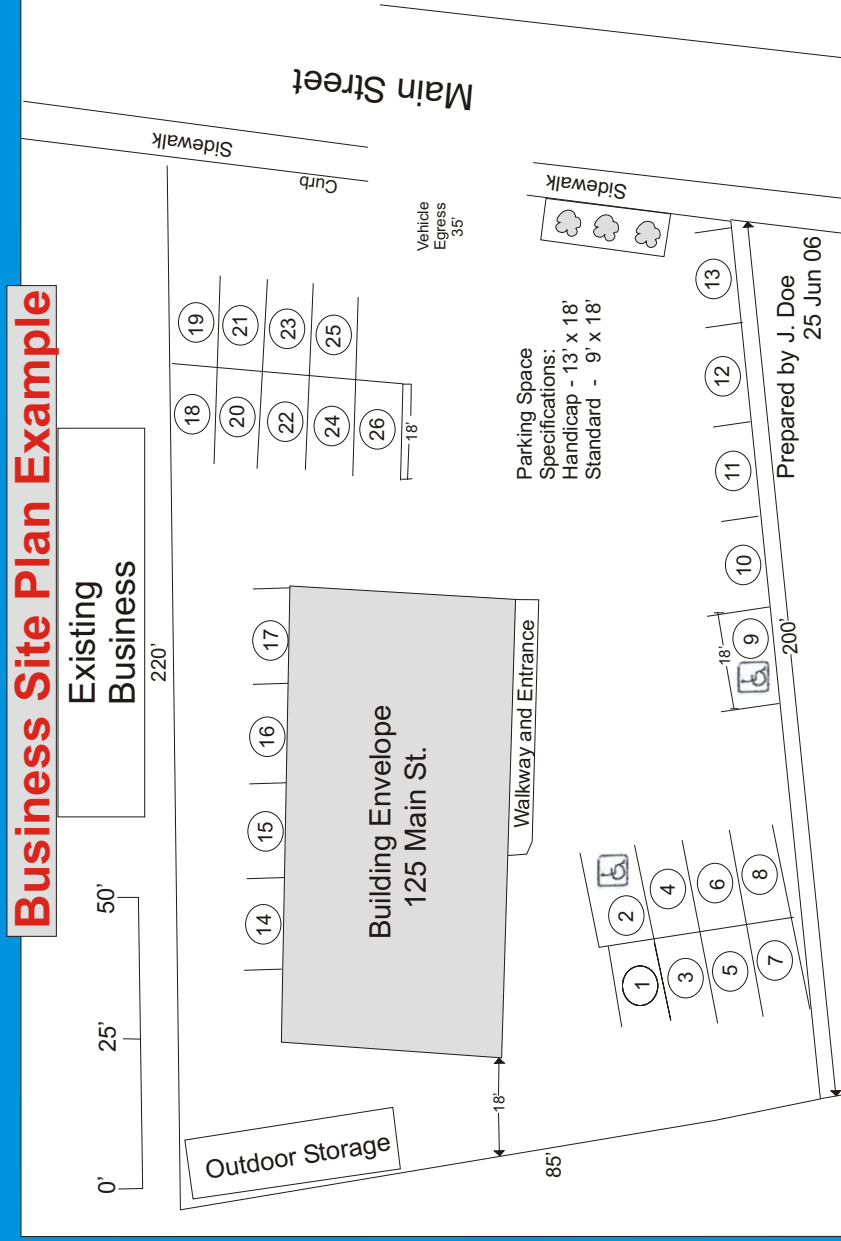 Business Site Plan Example
Existing
Business
220'
0'
25'
50'
Main Street
Sidewalk
Curb
Vehicle
Egress
35'
Sidewalk
18
19
20
21
22
23
24
25
26
18'
14
15
16
17
Building Envelope
125 Main St.
Walkway and Entrance
Outdoor Storage
18'
85'
Parking Space
Specifications:
Handicap - 13' x 18'
Standard - 9' x 18'
1
2
3
4
5
6
7
8
18'
9
10
11
12
13
200'
Prepared by J. Doe
25 Jun 06